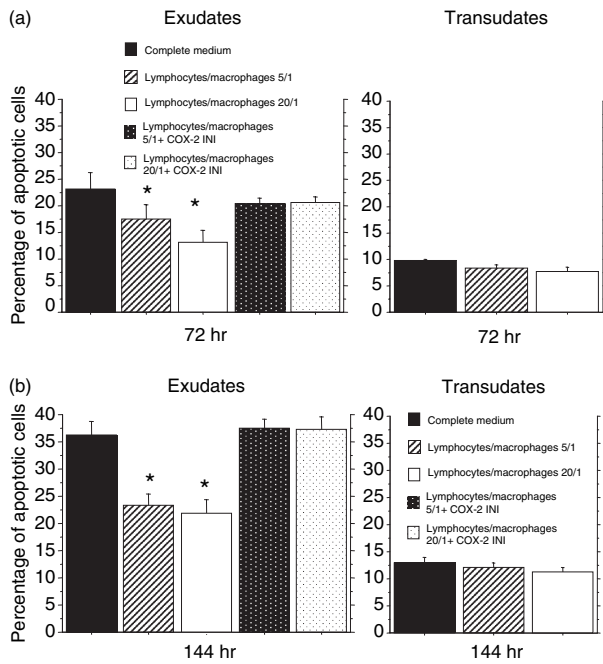 (a)
Exudates
Transudates
Complete medium
Lymphocytes/macrophages 5/1
Lymphocytes/macrophages 20/1
Lymphocytes/macrophages
5/1+ COX-2 INI
Lymphocytes/macrophages
20/1+ COX-2 INI
Percentage of apoptotic cells
40
35
30
25
20
15
10
5
0
*
*
72 hr
40
35
30
25
20
15
10
5
0
72 hr
(b)
Exudates
Transudates
Percentage of apoptotic cells
40
35
30
25
20
15
10
5
0
*
*
144 hr
40
35
30
25
20
15
10
5
0
Complete medium
Lymphocytes/macrophages 5/1
Lymphocytes/macrophages 20/1
Lymphocytes/macrophages
5/1+ COX-2 INI
Lymphocytes/macrophages
20/1+ COX-2 INI
144 hr